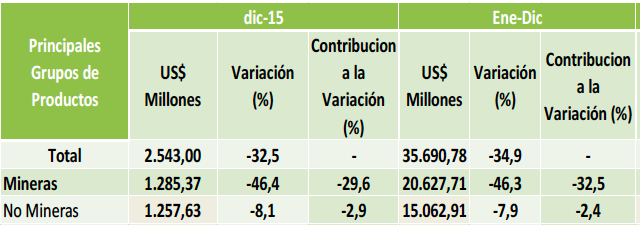 Principales Grupos de Productos dic-15 Ene-Dic
US$ Millones Variación (%) Contribucion a la Variación (%) US$ Millones Variación (%) Contribucion a la Variación (%)
Total 2.543,00 -32,5 - 35.690,78 -34,9 -
Mineras 1.285,37 -46,4 -29,6 20.627,71 -46,3 -32,5
No Mineras 1.257,63 -8,1 -2,9 15.062,91 -7,9 -2,4